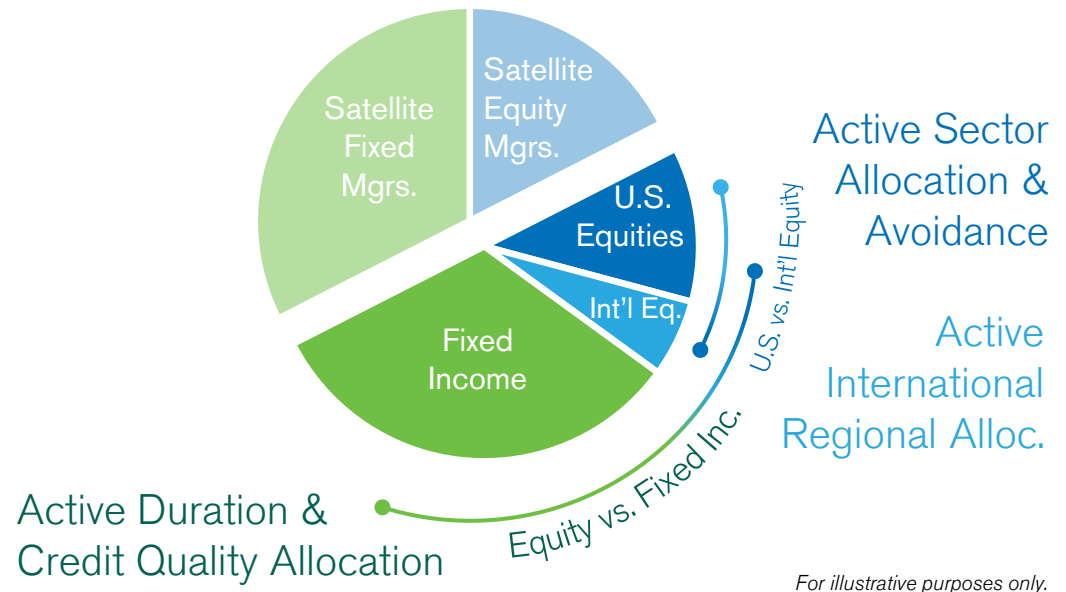 Satellite
Fixed
Mgrs.
Satellite
Equity
Mgrs.
U.S.
Equities
Int’l Eq.
Fixed
Income
U.S. vs. Int’l Equity
Equity vs. Fixed Inc.
Active Sector
Allocation &
Avoidance
Active
International
Regional Alloc.
Active Duration &
Credit Quality Allocation
For illustrative purposes only.